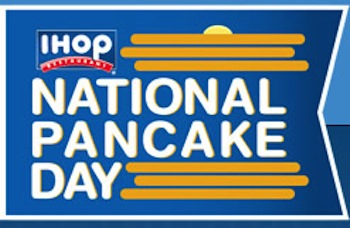 IHOP
RESTAURANT
NATIONAL
PANCAKE
DAY